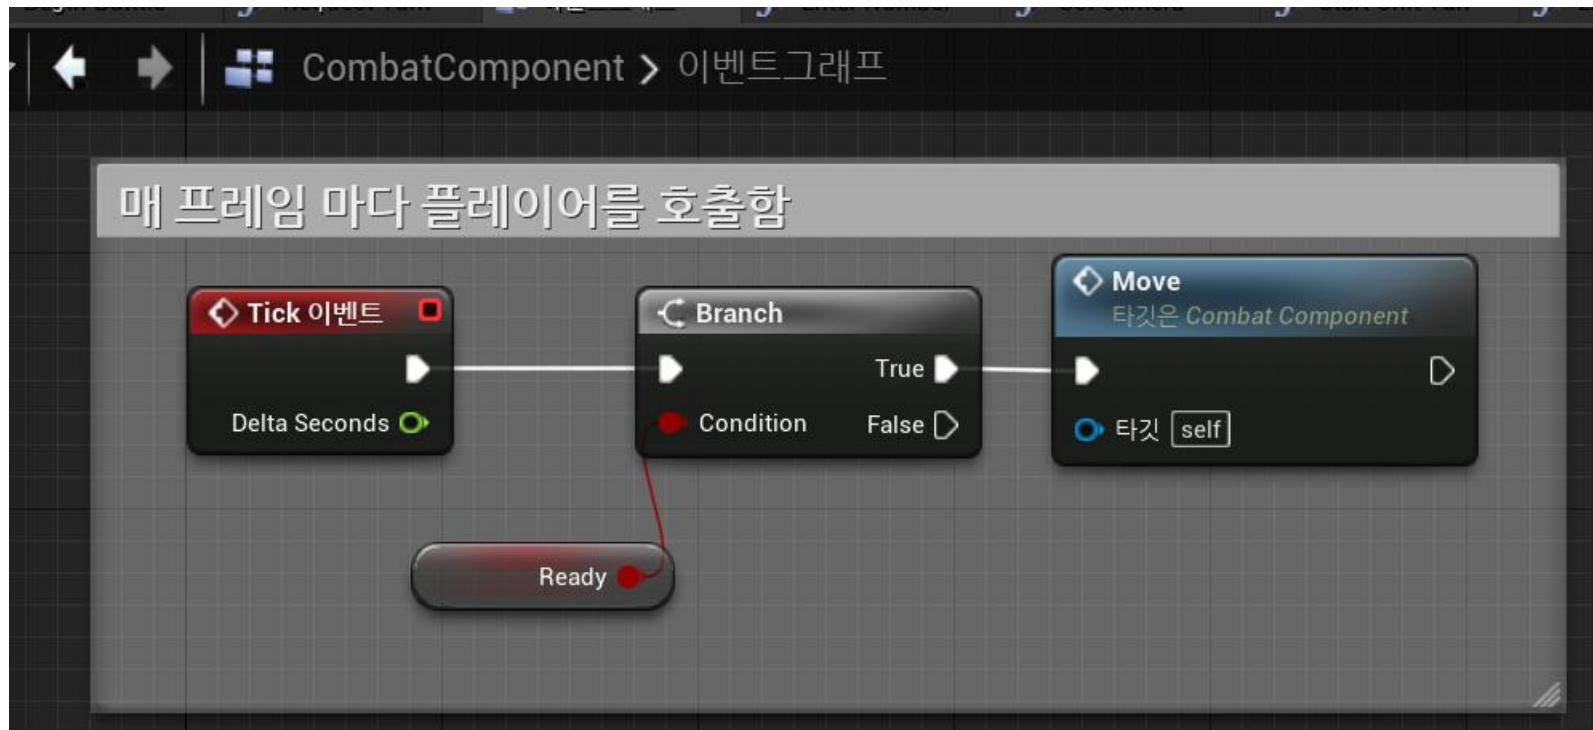 CombatComponent > 이벤트그래프
매 프레임 마다 플레이어를 호출함
Tick 이벤트
Delta Seconds
Branch
True
Condition
False
Move
타깃은 Combat Component
타깃 self
Ready